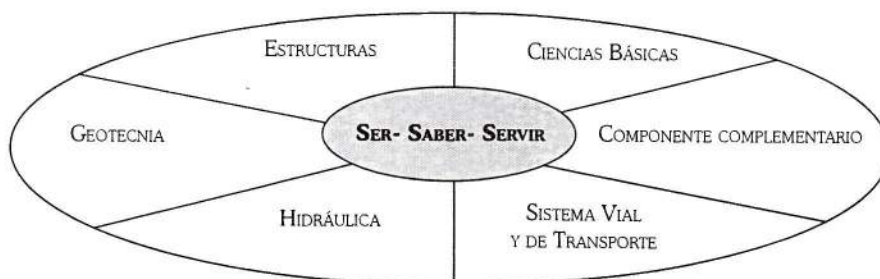 ESTRUCTURAS
CIENCIAS BÁSICAS
GEOTECNIA
SER- SABER- SERVIR
COMPONENTE COMPLEMENTARIO
HIDRÁULICA
SISTEMA VIAL
Y DE TRANSPORTE